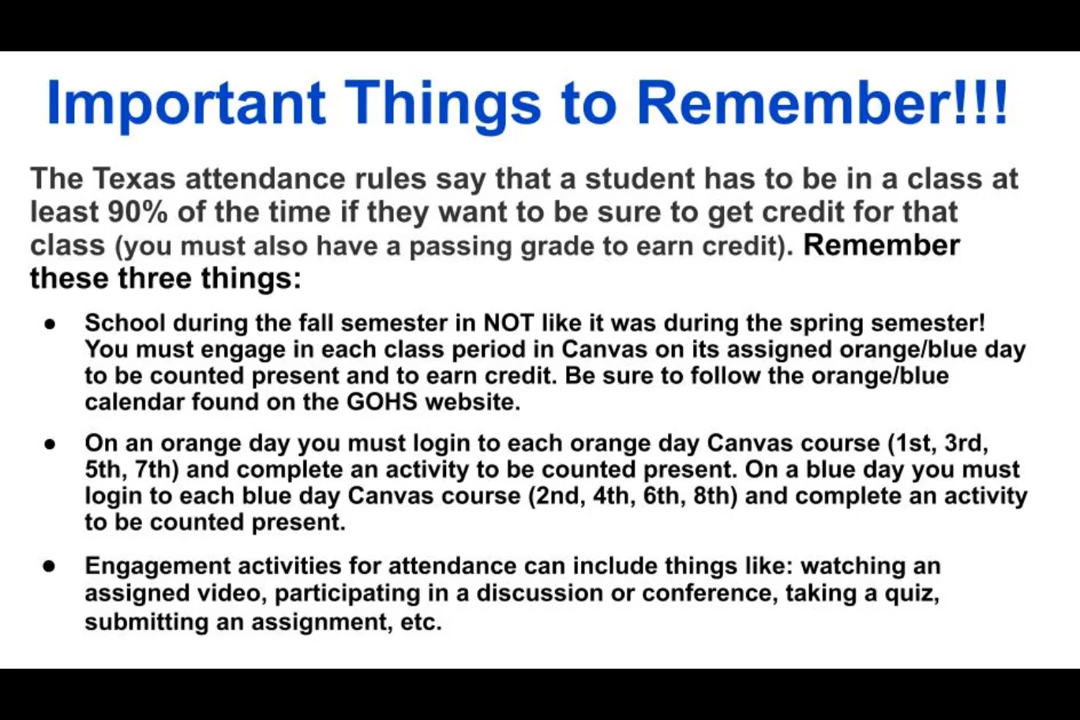 Important Things to Remember!!!
The Texas attendance rules say that a student has to be in a class at
least 90% of the time if they want to be sure to get credit for that
class (you must also have a passing grade to earn credit). Remember
these three things:
● School during the fall semester in NOT like it was during the spring semester!
You must engage in each class period in Canvas on its assigned orange/blue day
to be counted present and to earn credit. Be sure to follow the orange/blue
calendar found on the GOHS website.
● On an orange day you must login to each orange day Canvas course (1st, 3rd,
5th, 7th) and complete an activity to be counted present. On a blue day you must
login to each blue day Canvas course (2nd, 4th, 6th, 8th) and complete an activity
to be counted present.
● Engagement activities for attendance can include things like: watching an
assigned video, participating in a discussion or conference, taking a quiz,
submitting an assignment, etc.